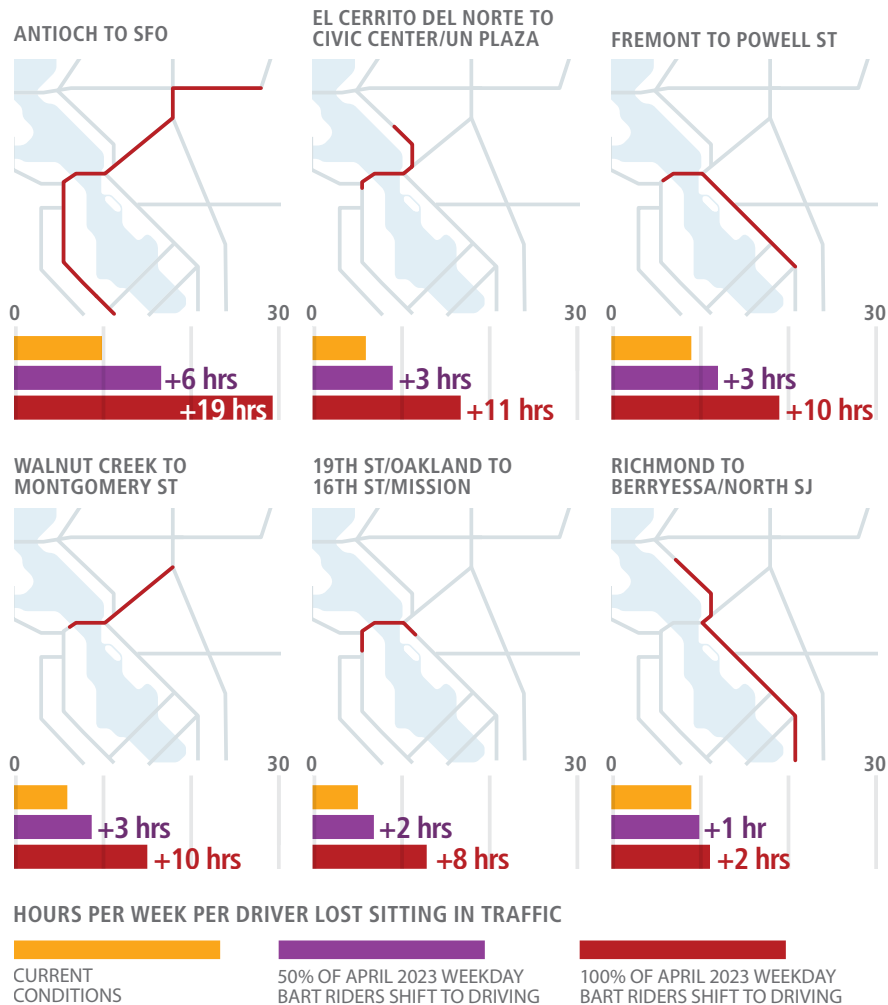 ANTIOCH TO SFO
0
30
+6 hrs
+19 hrs
EL CERRITO DEL NORTE TO
CIVIC CENTER/UN PLAZA
0
30
+3 hrs
+11 hrs
FREMONT TO POWELL ST
0
30
+3 hrs
+10 hrs
WALNUT CREEK TO
MONTGOMERY ST
0
30
+3 hrs
+10 hrs
19TH ST/OAKLAND TO
16TH ST/MISSION
0
30
+2 hrs
+8 hrs
RICHMOND TO
BERRYESSA/NORTH SJ
0
30
+1 hr
+2 hrs
HOURS PER WEEK PER DRIVER LOST SITTING IN TRAFFIC
CURRENT
CONDITIONS
50% OF APRIL 2023 WEEKDAY
BART RIDERS SHIFT TO DRIVING
100% OF APRIL 2023 WEEKDAY
BART RIDERS SHIFT TO DRIVING